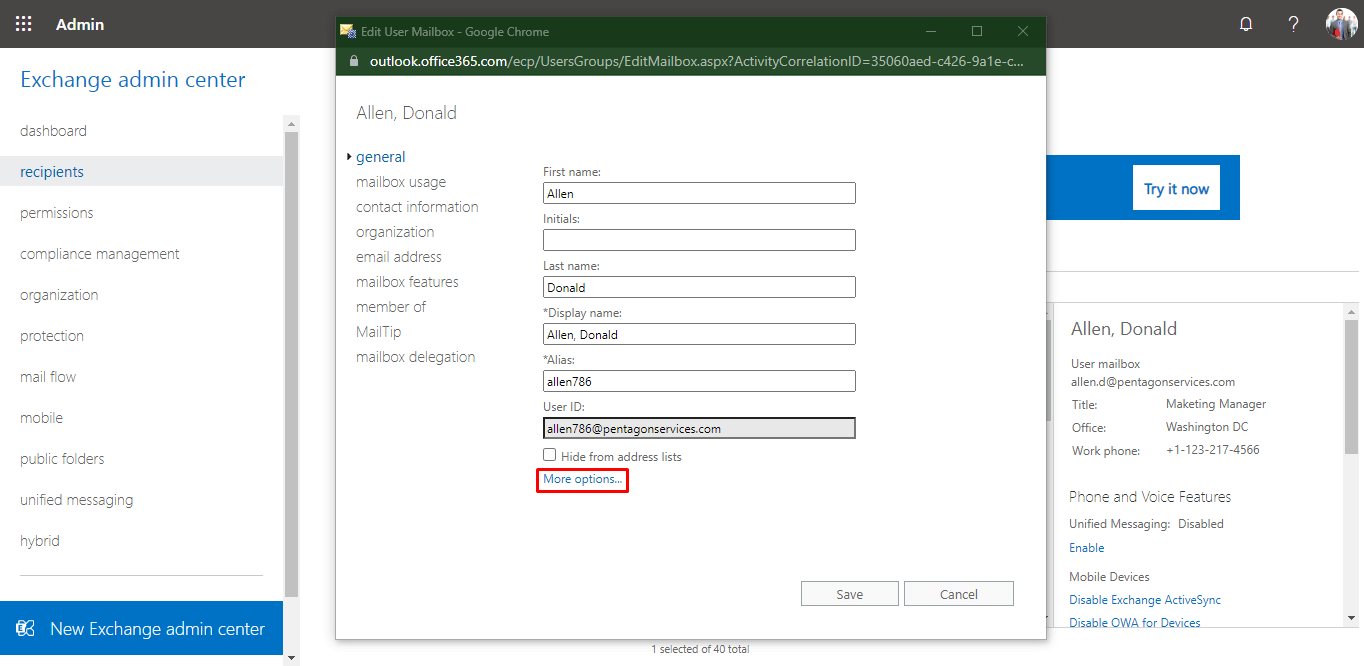 Admin
?
Exchange admin center
dashboard
recipients
permissions
compliance management
organization
protection
mail flow
mobile
public folders
unified messaging
hybrid
New Exchange admin center
Edit User Mailbox - Google Chrome
outlook.office365.com/ecp/UsersGroups/EditMailbox.aspx?ActivityCorrelationID=35060aed-c426-9a1e-c...
Allen, Donald
general
mailbox usage
contact information
organization
email address
mailbox features
member of
MailTip
mailbox delegation
First name:
Allen
Initials:
Last name:
Donald
*Display name:
Allen, Donald
*Alias:
allen786
User ID:
allen786@pentagonservices.com
Hide from address lists
More options...
Save
Cancel
Try it now
Allen, Donald
User mailbox
allen.d@pentagonservices.com
Title: Maketing Manager
Office: Washington DC
Work phone: +1-123-217-4566
Phone and Voice Features
Unified Messaging: Disabled
Enable
Mobile Devices
Disable Exchange ActiveSync
Disable OWA for Devices
1 selected of 40 total